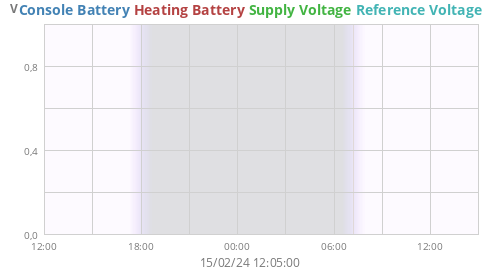 V Console Battery Heating Battery Supply Voltage Reference Voltage
0,8
0,4
0,0
12:00 18:00 00:00 06:00 12:00
15/02/24 12:05:00